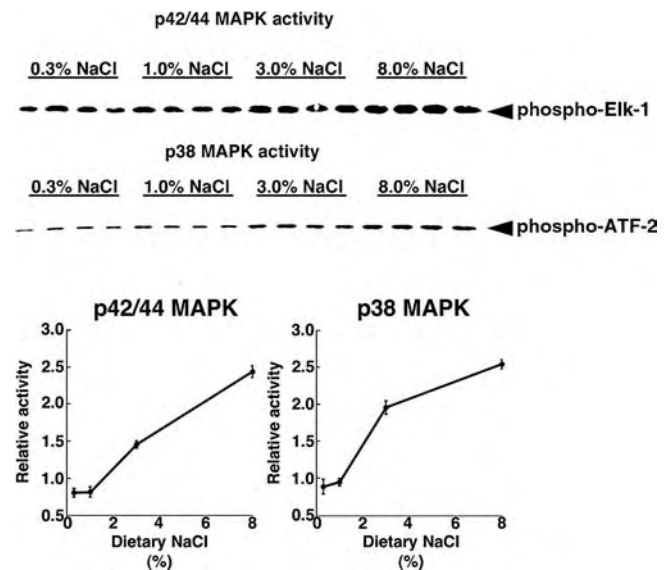 p42/44 MAPK activity
0.3% NaCl 1.0% NaCl 3.0% NaCl 8.0% NaCl
phospho-Elk-1
p38 MAPK activity
0.3% NaCl 1.0% NaCl 3.0% NaCl 8.0% NaCl
phospho-ATF-2
p42/44 MAPK
3.0
2.5
2.0
1.5
1.0
0.5
Relative activity
0 2 4 6 8
Dietary NaCl
(%)
p38 MAPK
3.0
2.5
2.0
1.5
1.0
0.5
Relative activity
0 2 4 6 8
Dietary NaCl
(%)